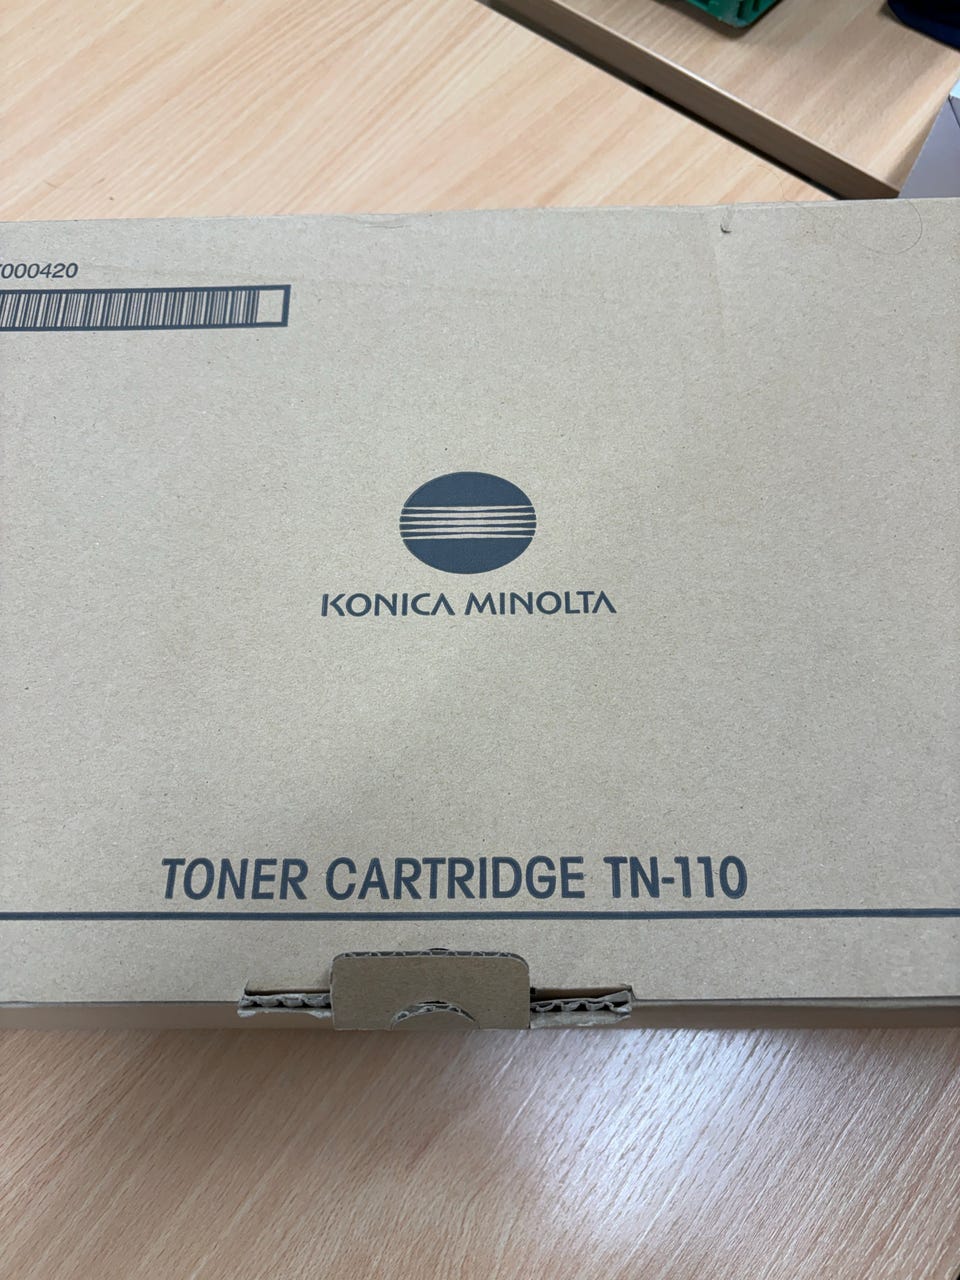 000420
KONICA MINOLTA
TONER CARTRIDGE TN-110